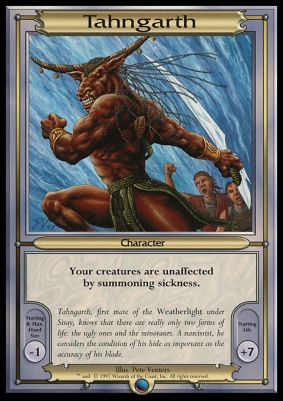 Tahngarth
Character
Your creatures are unaffected
by summoning sickness.
Tahngarth, first mate of the Weatherlight under
Sisay, knows that there are really only two forms of
life: the ugly ones and the minotaurs. A narcissist, he
considers the condition of his hide as important as the
accuracy of his blade.
Starting
& Max.
Hand
Size
-1
Starting
Life
+7
Illus. Pete Venters
™ and © 1997 Wizards of the Coast, Inc. All rights reserved.